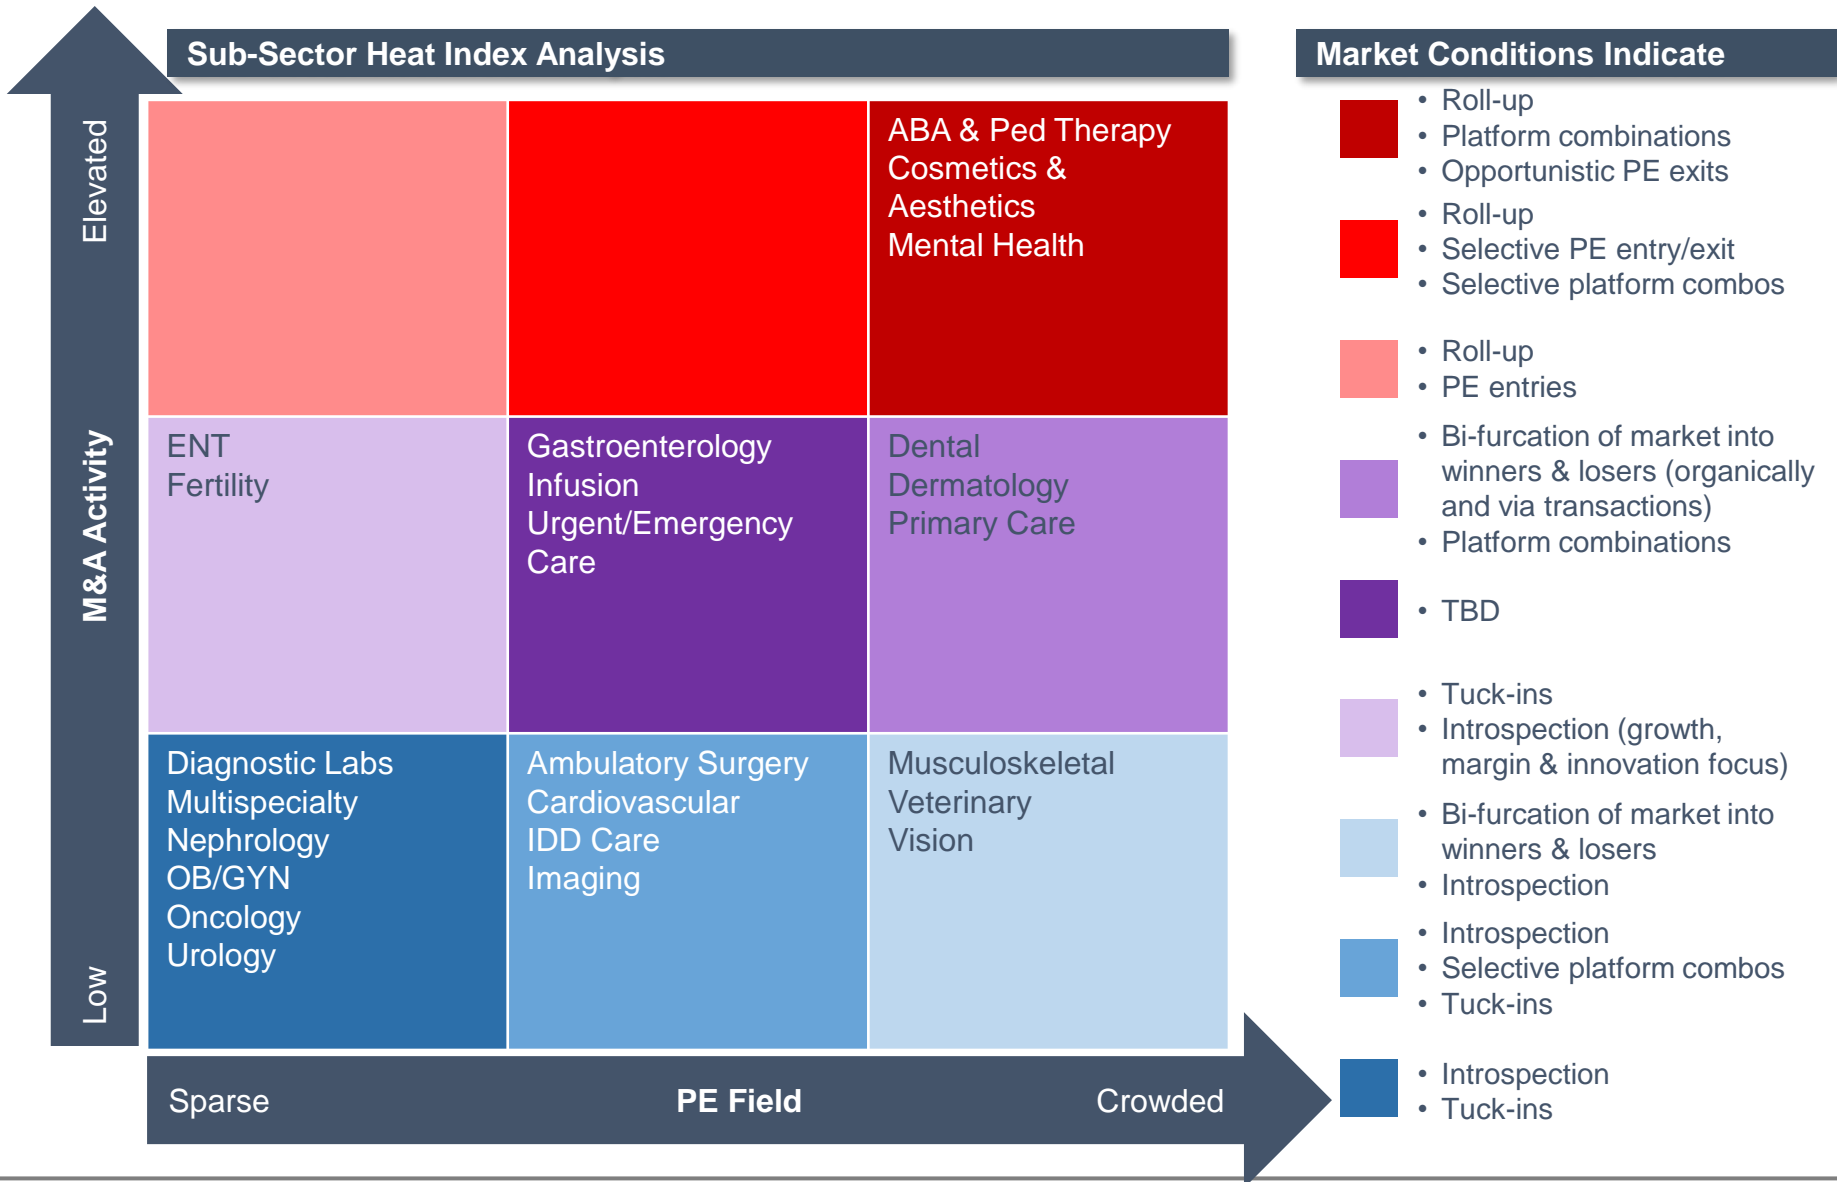 Sub-Sector Heat Index Analysis
Elevated
M&A Activity
Low
ABA & Ped Therapy
Cosmetics &
Aesthetics
Mental Health
ENT
Fertility
Gastroenterology
Infusion
Urgent/Emergency
Care
Dental
Dermatology
Primary Care
Diagnostic Labs
Multispecialty
Nephrology
OB/GYN
Oncology
Urology
Ambulatory Surgery
Cardiovascular
IDD Care
Imaging
Musculoskeletal
Veterinary
Vision
Sparse
PE Field
Crowded
Market Conditions Indicate
• Roll-up
• Platform combinations
• Opportunistic PE exits
• Roll-up
• Selective PE entry/exit
• Selective platform combos
• Roll-up
• PE entries
• Bi-furcation of market into
winners & losers (organically
and via transactions)
• Platform combinations
• TBD
• Tuck-ins
• Introspection (growth,
margin & innovation focus)
• Bi-furcation of market into
winners & losers
• Introspection
• Introspection
• Selective platform combos
• Tuck-ins
• Introspection
• Tuck-ins